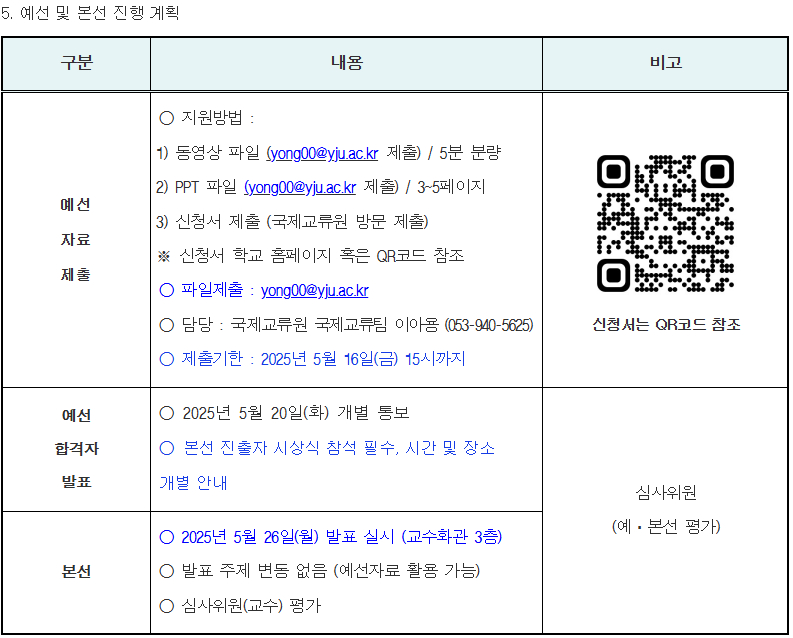 5. 예선 및 본선 진행 계획
구분 내용 비고
예선
자료
제출
○ 지원방법 :
1) 동영상 파일 (yong00@yju.ac.kr 제출) / 5분 분량
2) PPT 파일 (yong00@yju.ac.kr 제출) / 3~5페이지
3) 신청서 제출 (국제교류원 방문 제출)
※ 신청서 학교 홈페이지 혹은 QR코드 참조
○ 파일제출 : yong00@yju.ac.kr
○ 담당 : 국제교류원 국제교류팀 이아용 (053-940-5625)
○ 제출기한 : 2025년 5월 16일(금) 15시까지
신청서는 QR코드 참조
예선
합격자
발표
○ 2025년 5월 20일(화) 개별 통보
○ 본선 진출자 시상식 참석 필수, 시간 및 장소
개별 안내
심사위원
(예·본선 평가)
본선
○ 2025년 5월 26일(월) 발표 실시 (교수회관 3층)
○ 발표 주제 변동 없음 (예선자료 활용 가능)
○ 심사위원(교수) 평가